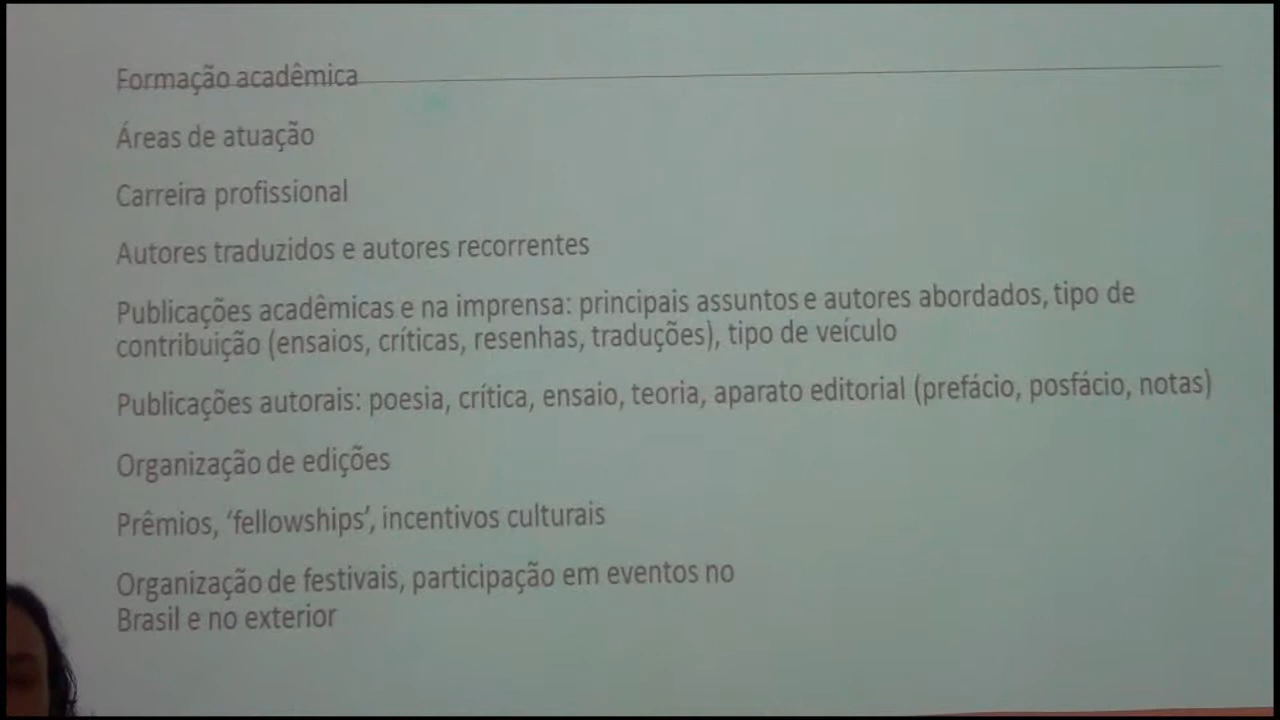 Formação acadêmica
Áreas de atuação
Carreira profissional
Autores traduzidos e autores recorrentes
Publicações acadêmicas e na imprensa: principais assuntos e autores abordados, tipo de
contribuição (ensaios, críticas, resenhas, traduções), tipo de veículo
Publicações autorais: poesia, crítica, ensaio, teoria, aparato editorial (prefácio, posfácio, notas)
Organização de edições
Prêmios, ‘fellowships’, incentivos culturais
Organização de festivais, participação em eventos no
Brasil e no exterior